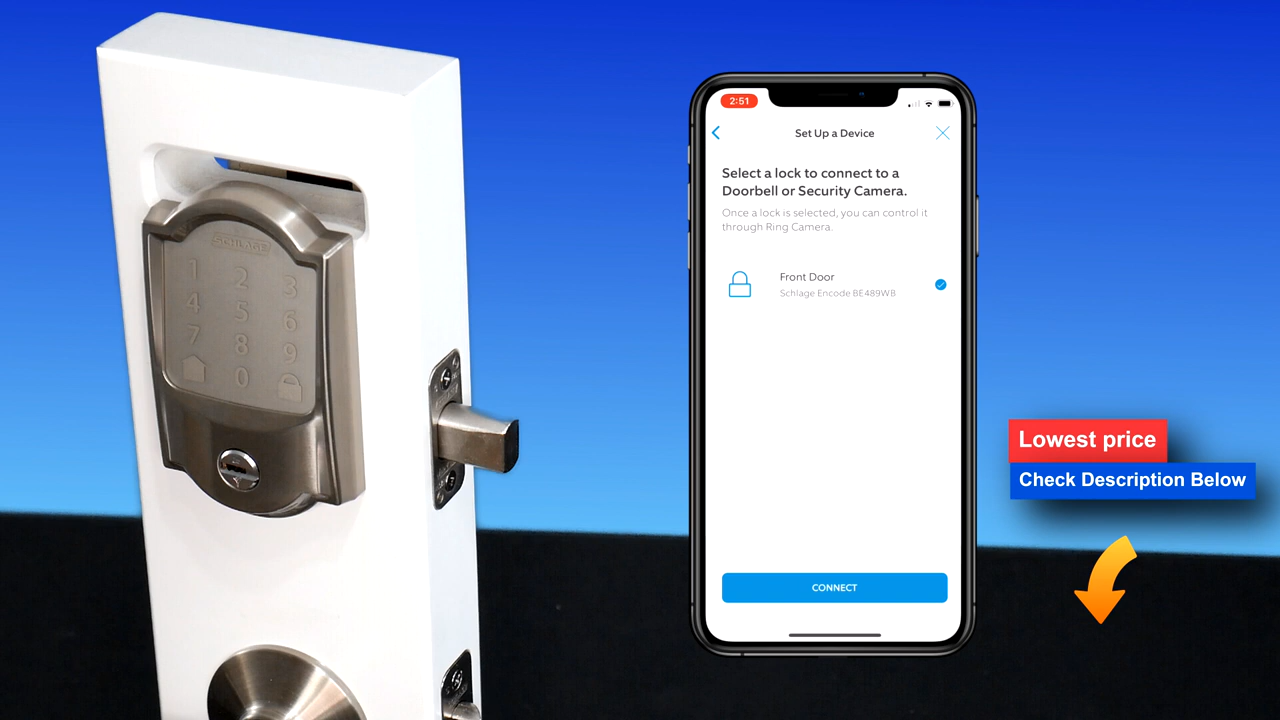 SCHLAGE
1 2 3
4 5 6
7 8 9
0
2:51
Set Up a Device
Select a lock to connect to a
Doorbell or Security Camera.
Once a lock is selected, you can control it
through Ring Camera.
Front Door
Schlage Encode BE489WB
CONNECT
Lowest price
Check Description Below